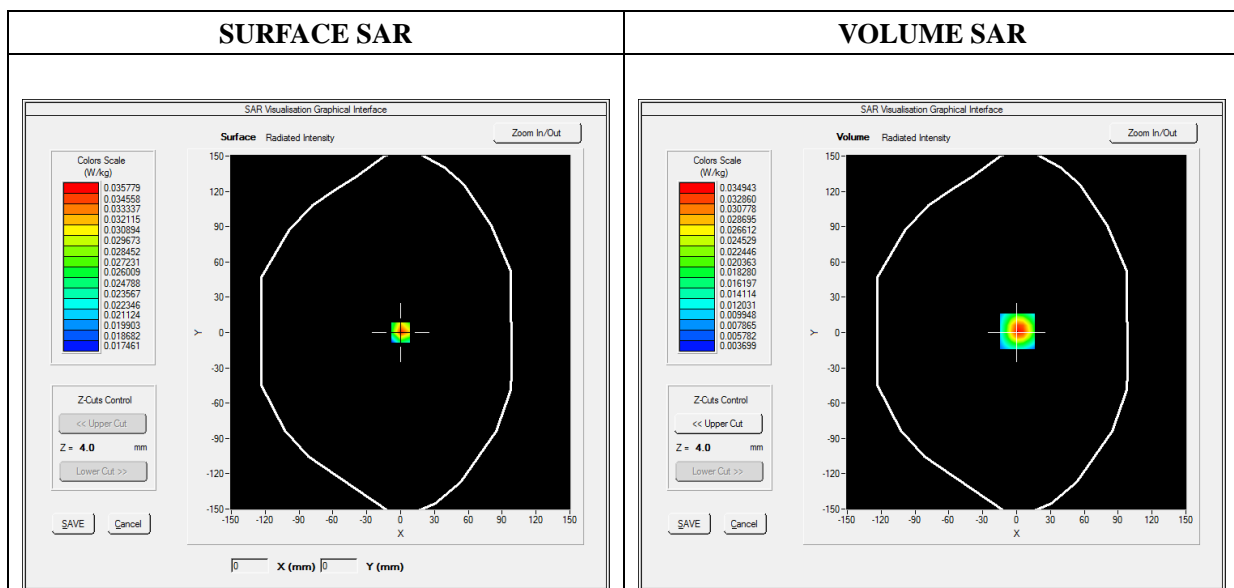 SURFACE SAR
VOLUME SAR
SAR Visualisation Graphical Interface
Surface Radiated Intensity
Zoom In/Out
Colors Scale
(W/kg)
0.035779
0.034558
0.033337
0.032115
0.030894
0.029673
0.028452
0.027231
0.026009
0.024788
0.023567
0.022346
0.021124
0.019903
0.018682
0.017461
Z-Cuts Control
<< Upper Cut
Z = 4.0 mm
Lower Cut >>
SAVE Cancel
150
120
90
60
30
0
-30
-60
-90
-120
-150
Y
-150 -120 -90 -60 -30 0 30 60 90 120 150
X
0 X (mm) 0 Y (mm)
SAR Visualisation Graphical Interface
Volume Radiated Intensity
Zoom In/Out
Colors Scale
(W/kg)
0.034943
0.032860
0.030778
0.028695
0.026612
0.024529
0.022446
0.020363
0.018280
0.016197
0.014114
0.012031
0.009948
0.007865
0.005782
0.003699
Z-Cuts Control
<< Upper Cut
Z = 4.0 mm
Lower Cut >>
SAVE Cancel
150
120
90
60
30
0
-30
-60
-90
-120
-150
Y
-150 -120 -90 -60 -30 0 30 60 90 120 150
X